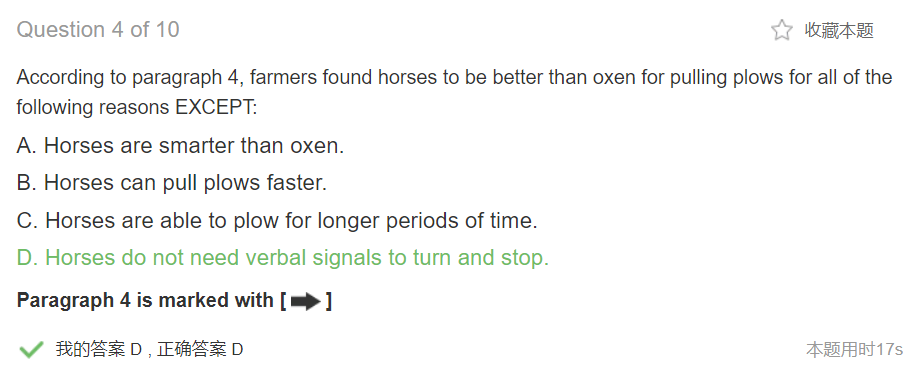 Question 4 of 10
收藏本题
According to paragraph 4, farmers found horses to be better than oxen for pulling plows for all of the
following reasons EXCEPT:
A. Horses are smarter than oxen.
B. Horses can pull plows faster.
C. Horses are able to plow for longer periods of time.
D. Horses do not need verbal signals to turn and stop.
Paragraph 4 is marked with [ ➡ ]
我的答案 D , 正确答案 D
本题用时17s